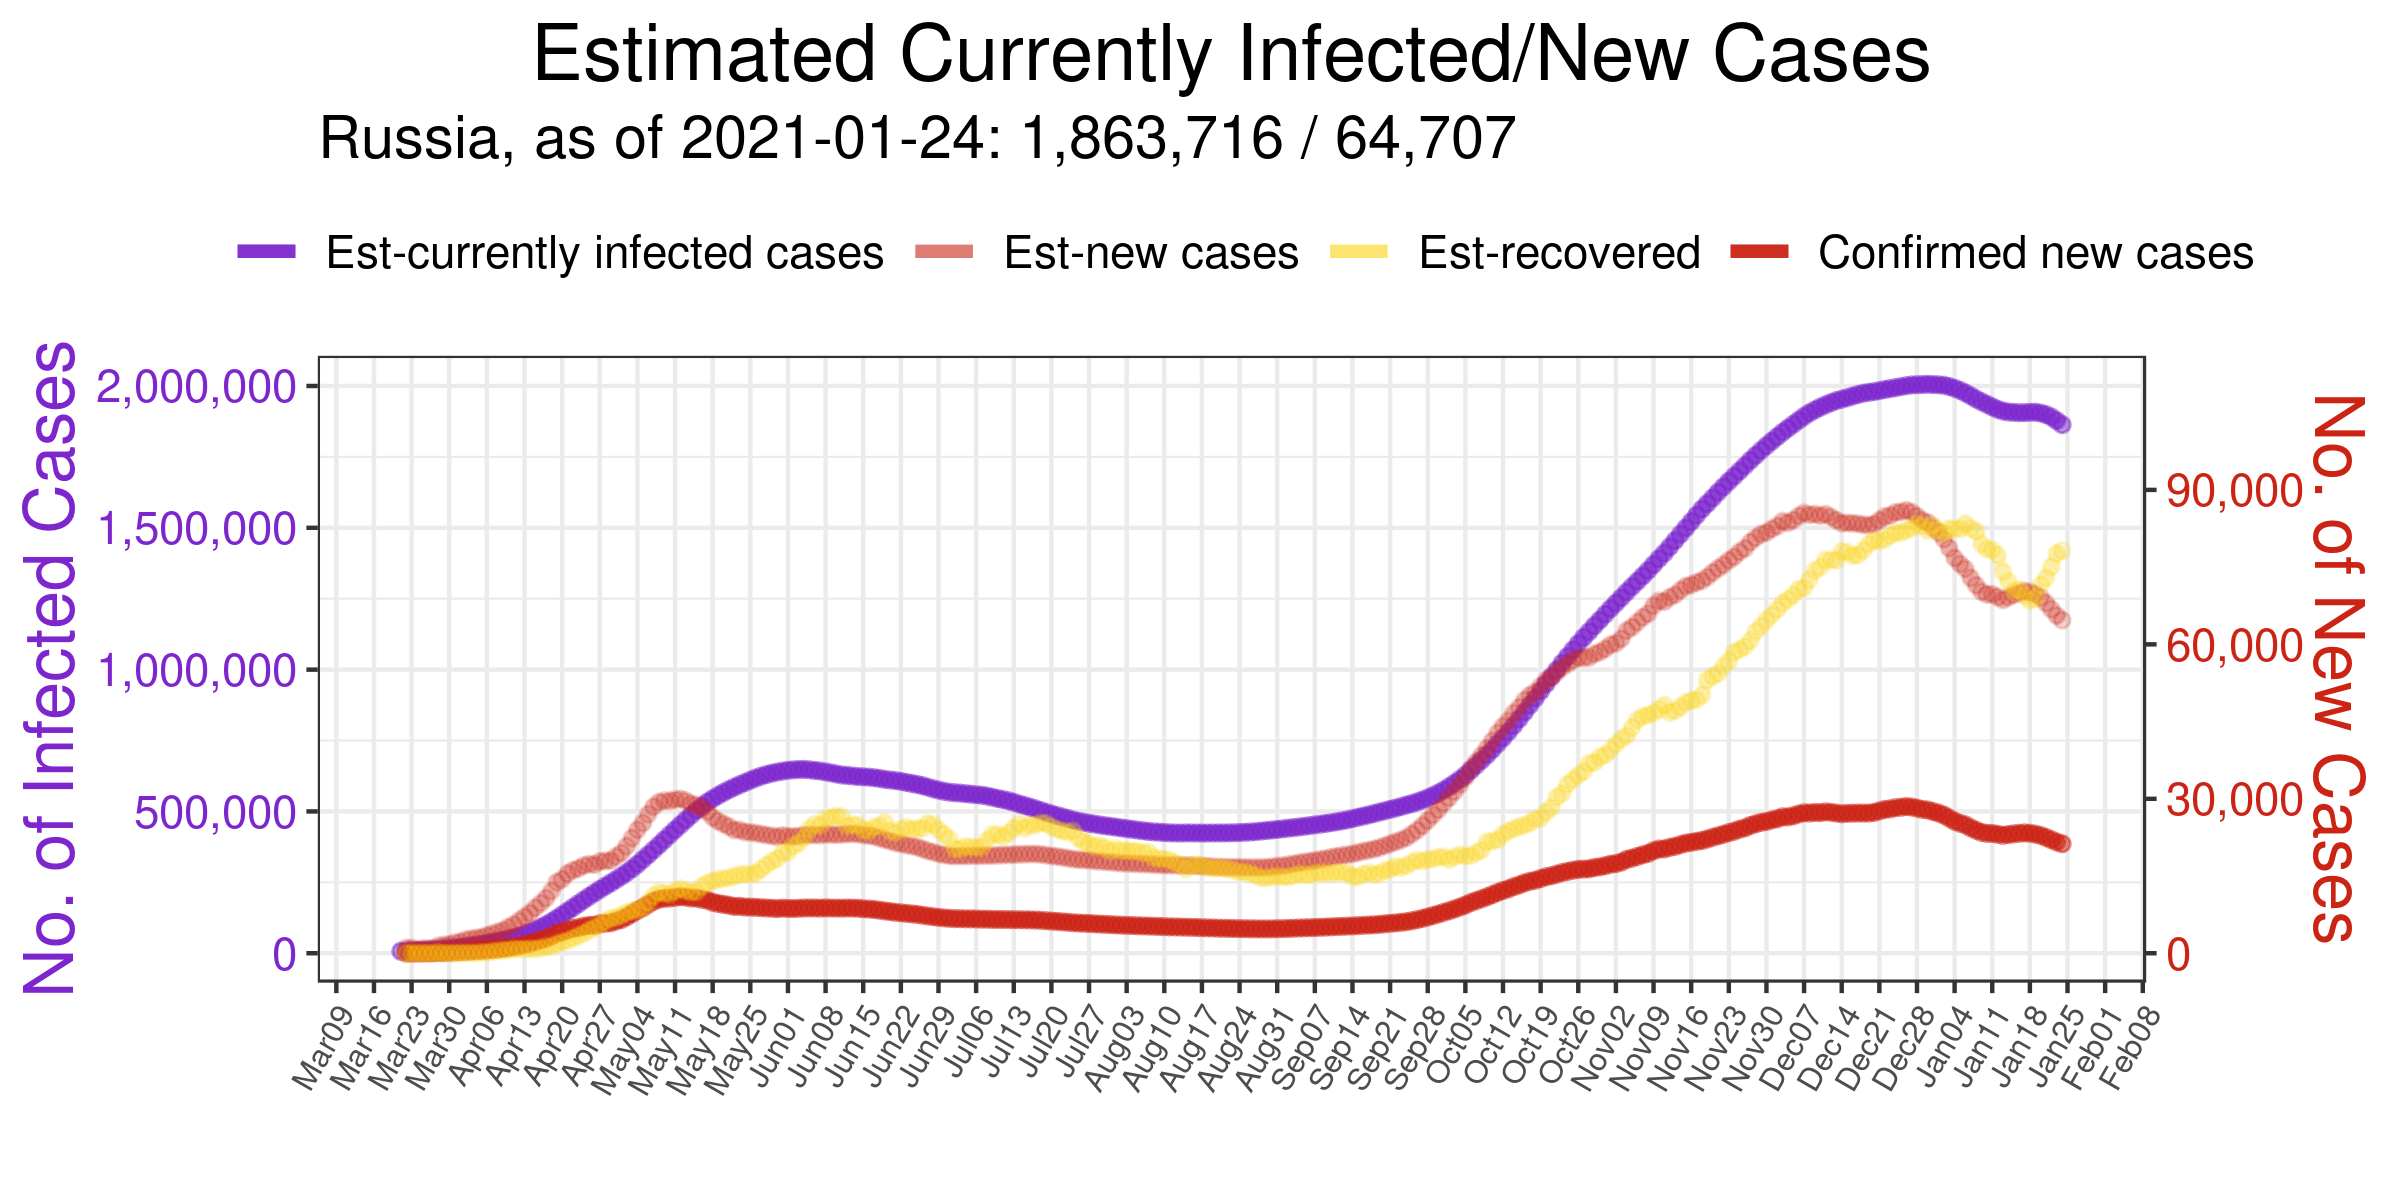 Estimated Currently Infected/New Cases
Russia, as of 2021-01-24: 1,863,716 / 64,707
Est-currently infected cases Est-new cases Est-recovered Confirmed new cases
No. of Infected Cases
2,000,000
1,500,000
1,000,000
500,000
0
90,000
60,000
30,000
0
No. of New Cases
Mar09 Mar16 Mar23 Mar30 Apr06 Apr13 Apr20 Apr27 May04 May11 May18 May25 Jun01 Jun08 Jun15 Jun22 Jun29 Jul06 Jul13 Jul20 Jul27 Aug03 Aug10 Aug17 Aug24 Aug31 Sep07 Sep14 Sep21 Sep28 Oct05 Oct12 Oct19 Oct26 Nov02 Nov09 Nov16 Nov23 Nov30 Dec07 Dec14 Dec21 Dec28 Jan04 Jan11 Jan18 Jan25 Feb01 Feb08